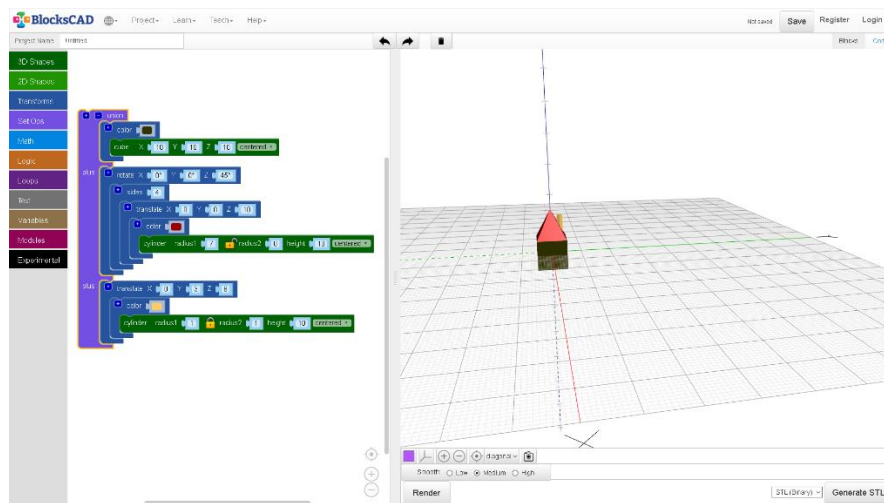 BlocksCAD Project Learn Teach Help Not saved Save Register Login
Project Name Untitled Blocks
3D Shapes
2D Shapes
Transforms
Set Ops
Math
Logic
Loops
Text
Variables
Modules
Experimental
+ - union
+ color
cube X 10 Y 10 Z 10 centered
plus + rotate X 0° Y 0° Z 45°
+ sides 4
+ translate X 0 Y 0 Z 10
+ color
cylinder radius1 7 radius2 0 height 10 centered
plus + translate X 0 Y 3 Z 8
+ color
cylinder radius1 1 radius2 1 height 10 centered
diagonal
Smooth: Low Medium High
Render STL(Binary) Generate STL